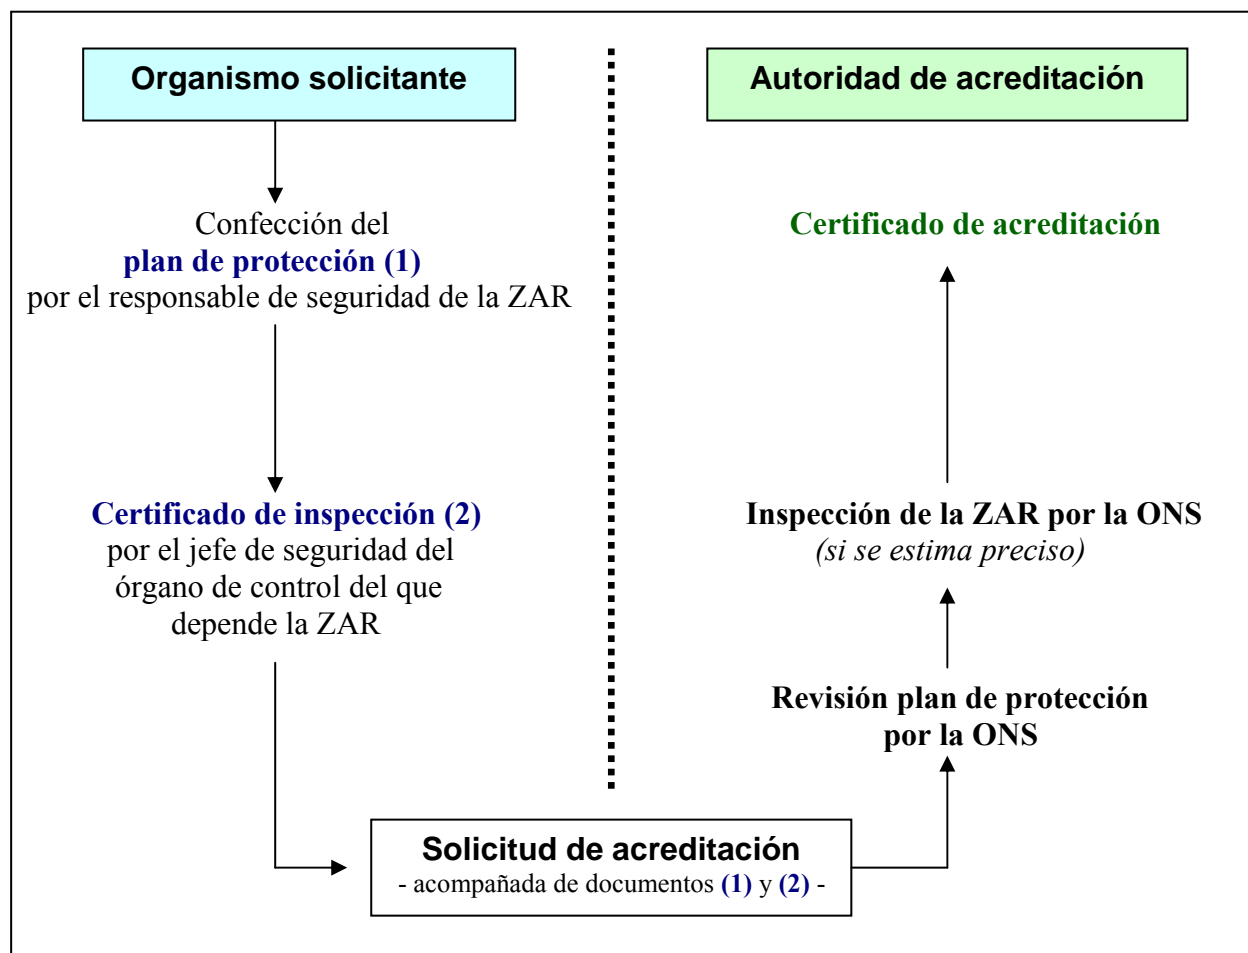 Organismo solicitante
Confección del
plan de protección (1)
por el responsable de seguridad de la ZAR
Certificado de inspección (2)
por el jefe de seguridad del
órgano de control del que
depende la ZAR
Solicitud de acreditación
- acompañada de documentos (1) y (2) -
Autoridad de acreditación
Certificado de acreditación
Inspección de la ZAR por la ONS
(si se estima preciso)
Revisión plan de protección
por la ONS